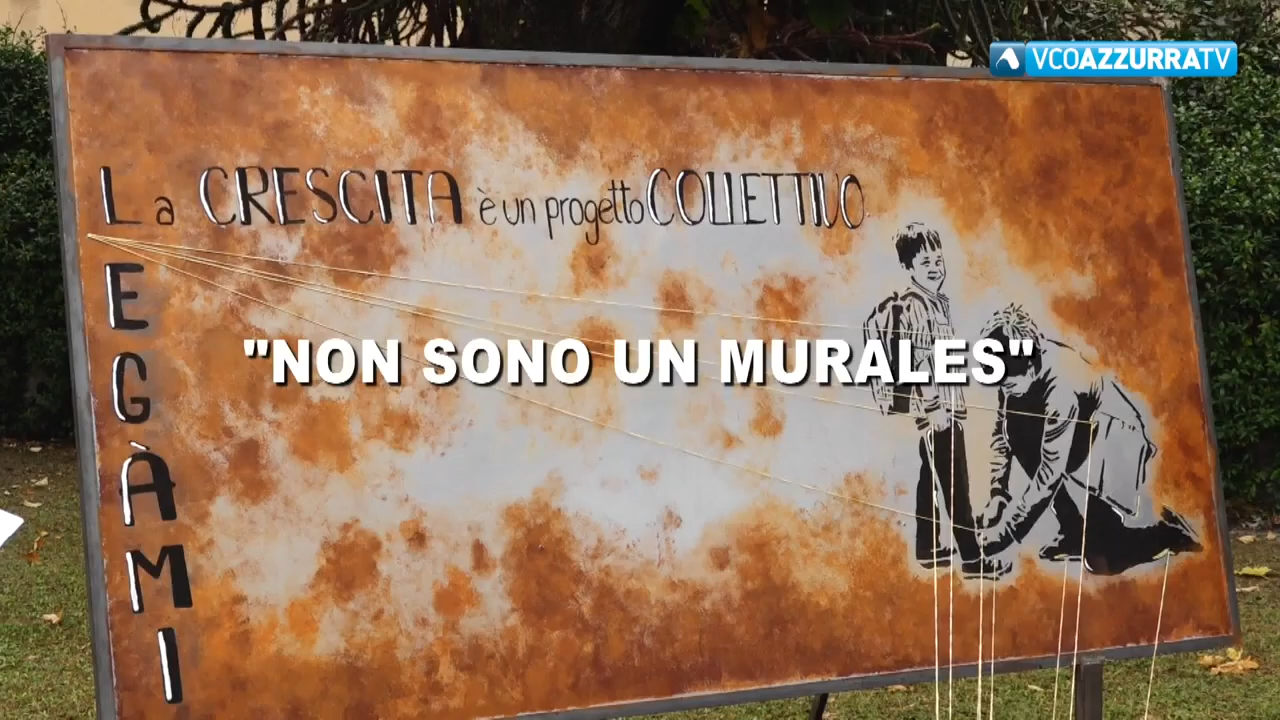 VCOAZZURRATV
La CRESCITA è un progetto COLLETTIVO
LEGÀMI
"NON SONO UN MURALES"